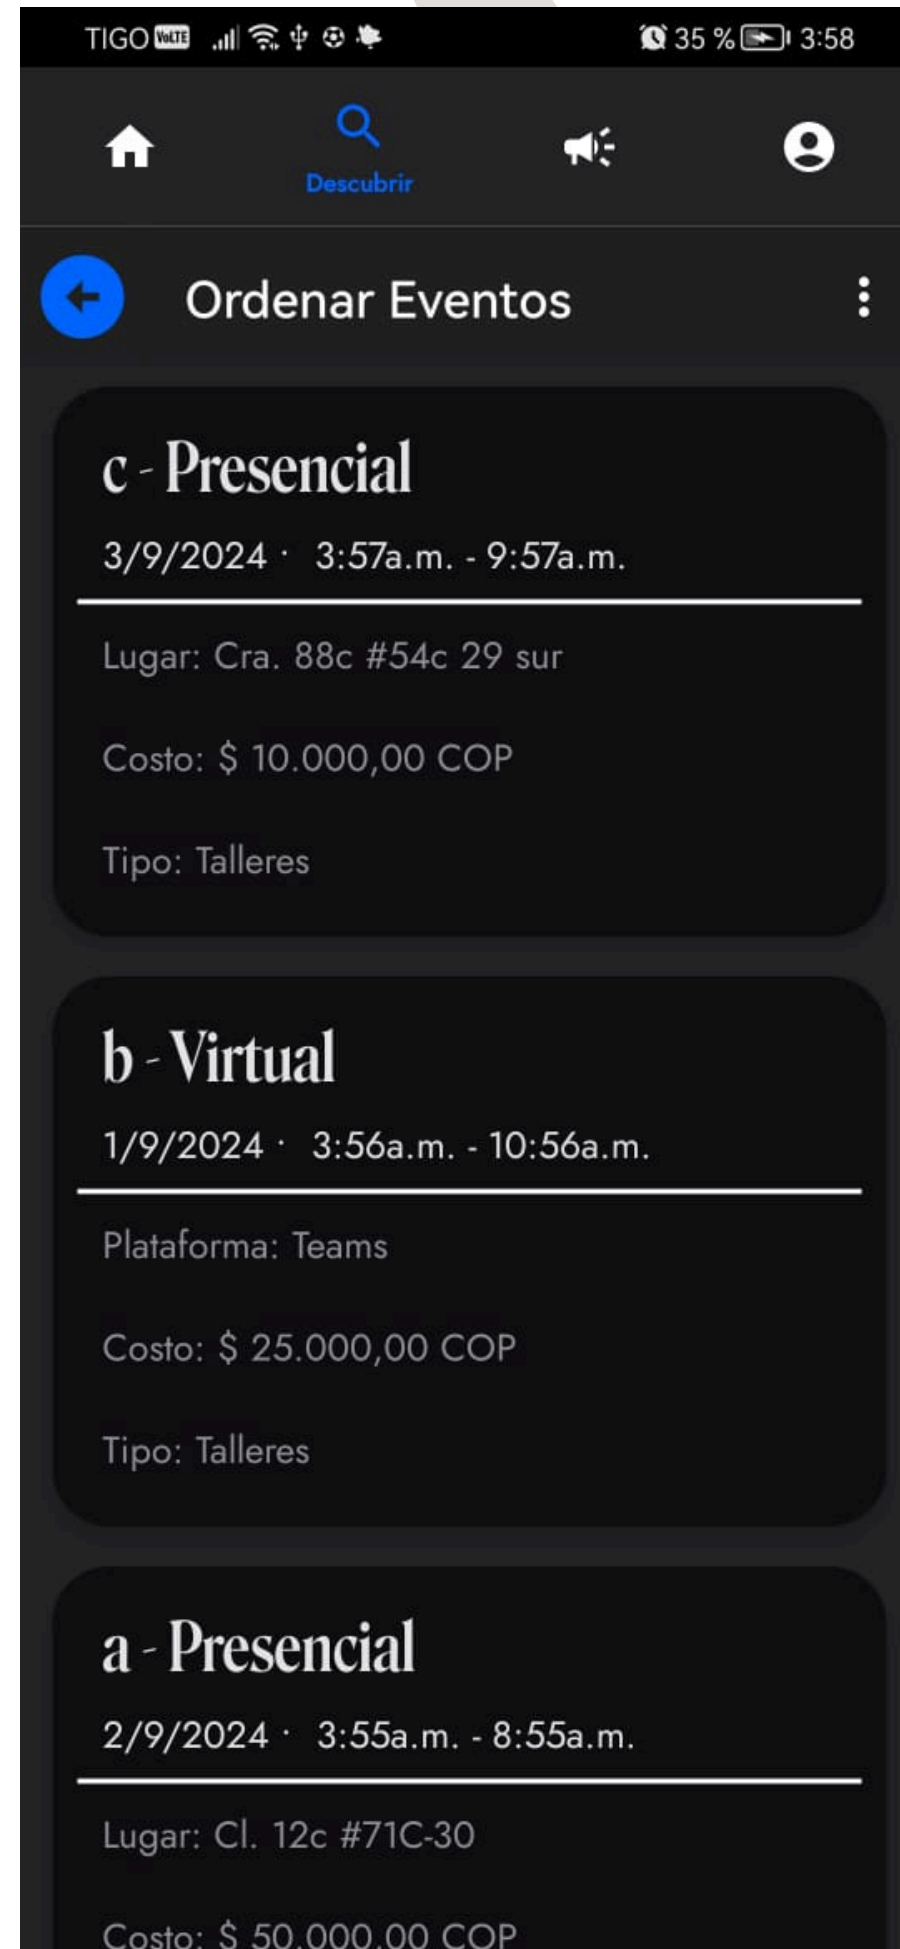 TIGO VoLTE 35 % 3:58
Descubrir
Ordenar Eventos
c - Presencial
3/9/2024 · 3:57a.m. - 9:57a.m.
Lugar: Cra. 88c #54c 29 sur
Costo: $ 10.000,00 COP
Tipo: Talleres
b - Virtual
1/9/2024 · 3:56a.m. - 10:56a.m.
Plataforma: Teams
Costo: $ 25.000,00 COP
Tipo: Talleres
a - Presencial
2/9/2024 · 3:55a.m. - 8:55a.m.
Lugar: Cl. 12c #71C-30
Costo: $ 50.000,00 COP